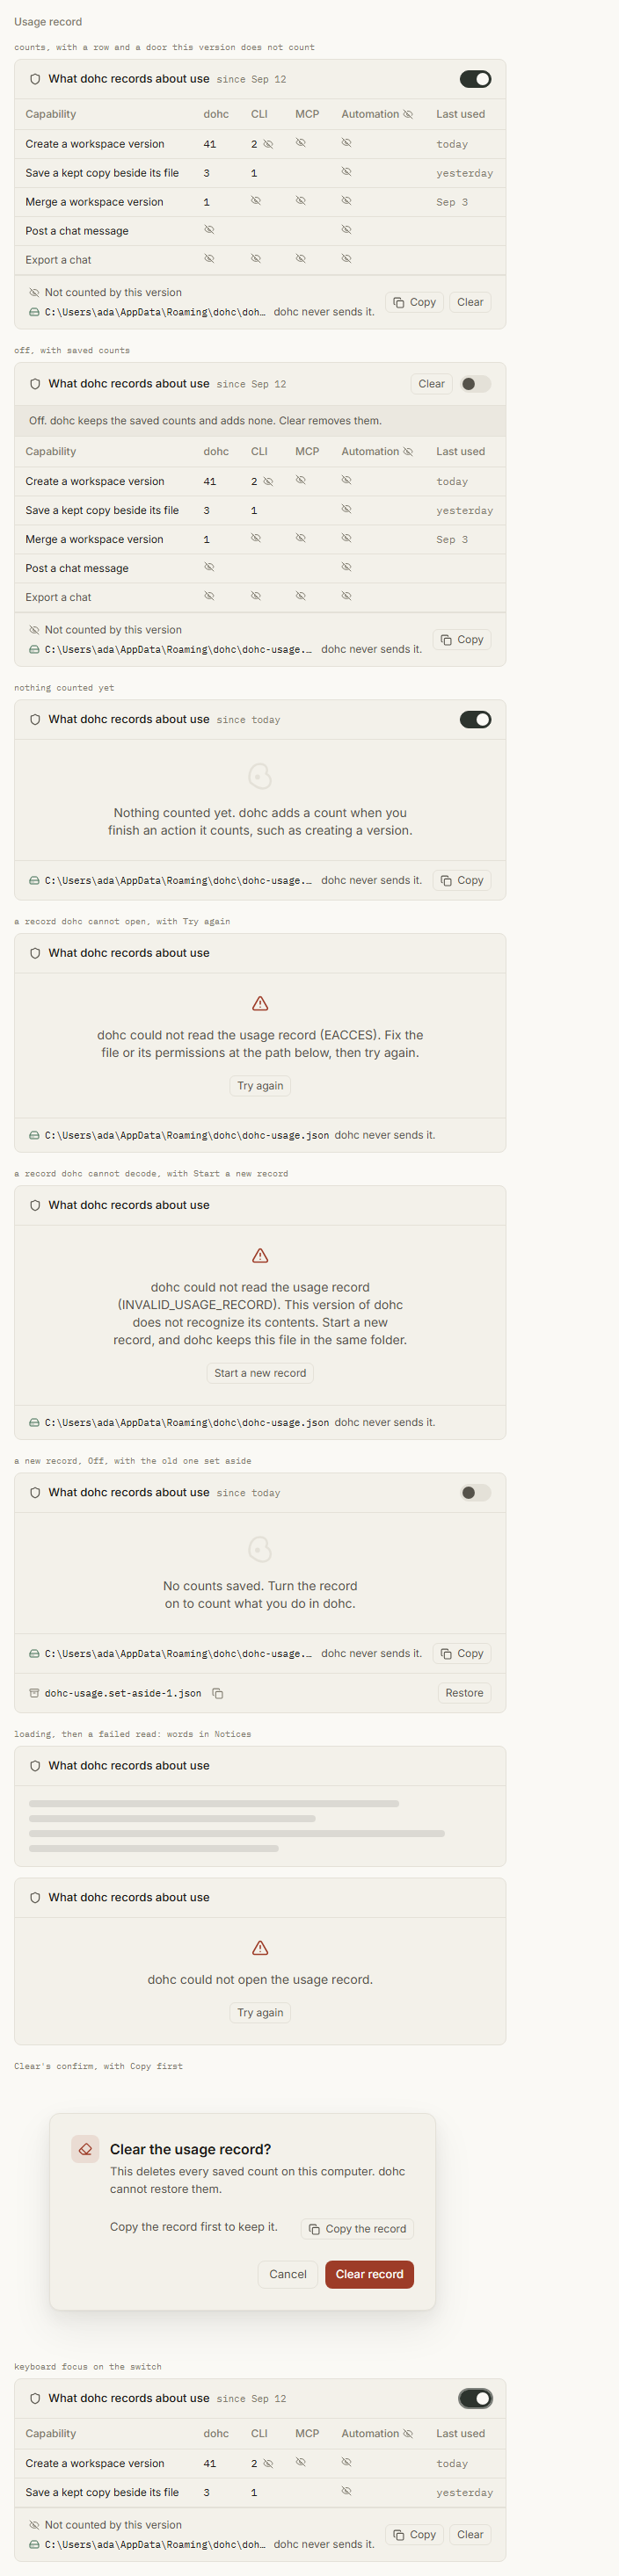 Usage record
counts, with a row and a door this version does not count
What dohc records about use since Sep 12
Capability dohc CLI MCP Automation Last used
Create a workspace version 41 2 today
Save a kept copy beside its file 3 1 yesterday
Merge a workspace version 1 Sep 3
Post a chat message
Export a chat
Not counted by this version
C:\Users\ada\AppData\Roaming\dohc\doh… dohc never sends it. Copy Clear
off, with saved counts
What dohc records about use since Sep 12 Clear
Off. dohc keeps the saved counts and adds none. Clear removes them.
Capability dohc CLI MCP Automation Last used
Create a workspace version 41 2 today
Save a kept copy beside its file 3 1 yesterday
Merge a workspace version 1 Sep 3
Post a chat message
Export a chat
Not counted by this version
C:\Users\ada\AppData\Roaming\dohc\dohc-usage.… dohc never sends it. Copy
nothing counted yet
What dohc records about use since today
Nothing counted yet. dohc adds a count when you
finish an action it counts, such as creating a version.
C:\Users\ada\AppData\Roaming\dohc\dohc-usage.… dohc never sends it. Copy
a record dohc cannot open, with Try again
What dohc records about use
dohc could not read the usage record (EACCES). Fix the
file or its permissions at the path below, then try again.
Try again
C:\Users\ada\AppData\Roaming\dohc\dohc-usage.json dohc never sends it.
a record dohc cannot decode, with Start a new record
What dohc records about use
dohc could not read the usage record
(INVALID_USAGE_RECORD). This version of dohc
does not recognize its contents. Start a new
record, and dohc keeps this file in the same folder.
Start a new record
C:\Users\ada\AppData\Roaming\dohc\dohc-usage.json dohc never sends it.
a new record, Off, with the old one set aside
What dohc records about use since today
No counts saved. Turn the record
on to count what you do in dohc.
C:\Users\ada\AppData\Roaming\dohc\dohc-usage.… dohc never sends it. Copy
dohc-usage.set-aside-1.json Restore
loading, then a failed read: words in Notices
What dohc records about use
What dohc records about use
dohc could not open the usage record.
Try again
Clear's confirm, with Copy first
Clear the usage record?
This deletes every saved count on this computer. dohc
cannot restore them.
Copy the record first to keep it. Copy the record
Cancel Clear record
keyboard focus on the switch
What dohc records about use since Sep 12
Capability dohc CLI MCP Automation Last used
Create a workspace version 41 2 today
Save a kept copy beside its file 3 1 yesterday
Not counted by this version
C:\Users\ada\AppData\Roaming\dohc\doh… dohc never sends it. Copy Clear